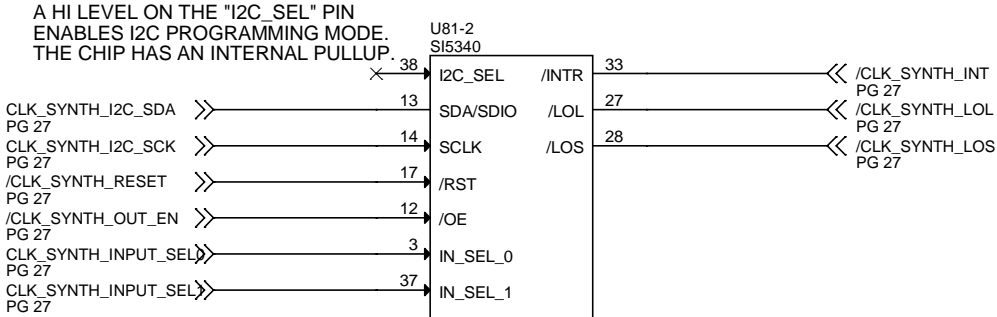 A HI LEVEL ON THE "I2C_SEL" PIN
ENABLES I2C PROGRAMMING MODE.
THE CHIP HAS AN INTERNAL PULLUP.
U81-2
SI5340
38 I2C_SEL /INTR 33 /CLK_SYNTH_INT
PG 27
CLK_SYNTH_I2C_SDA 13 SDA/SDIO /LOL 27 /CLK_SYNTH_LOL
PG 27 PG 27
CLK_SYNTH_I2C_SCK 14 SCLK /LOS 28 /CLK_SYNTH_LOS
PG 27 PG 27
/CLK_SYNTH_RESET 17 /RST
PG 27
/CLK_SYNTH_OUT_EN 12 /OE
PG 27
CLK_SYNTH_INPUT_SEL0 3 IN_SEL_0
PG 27
CLK_SYNTH_INPUT_SEL1 37 IN_SEL_1
PG 27